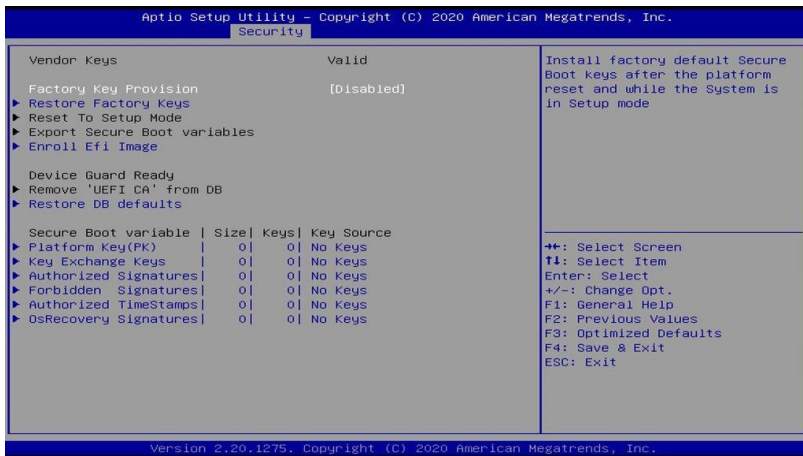 Aptio Setup Utility – Copyright (C) 2020 American Megatrends, Inc.
Security
Vendor Keys Valid
Factory Key Provision [Disabled]
▶ Restore Factory Keys
▶ Reset To Setup Mode
▶ Export Secure Boot variables
▶ Enroll Efi Image
Device Guard Ready
▶ Remove 'UEFI CA' from DB
▶ Restore DB defaults
Secure Boot variable | Size| Keys| Key Source
▶ Platform Key(PK) | 0| 0| No Keys
▶ Key Exchange Keys | 0| 0| No Keys
▶ Authorized Signatures| 0| 0| No Keys
▶ Forbidden Signatures| 0| 0| No Keys
▶ Authorized TimeStamps| 0| 0| No Keys
▶ OsRecovery Signatures| 0| 0| No Keys
Install factory default Secure
Boot keys after the platform
reset and while the System is
in Setup mode
→←: Select Screen
↑↓: Select Item
Enter: Select
+/-: Change Opt.
F1: General Help
F2: Previous Values
F3: Optimized Defaults
F4: Save & Exit
ESC: Exit
Version 2.20.1275. Copyright (C) 2020 American Megatrends, Inc.